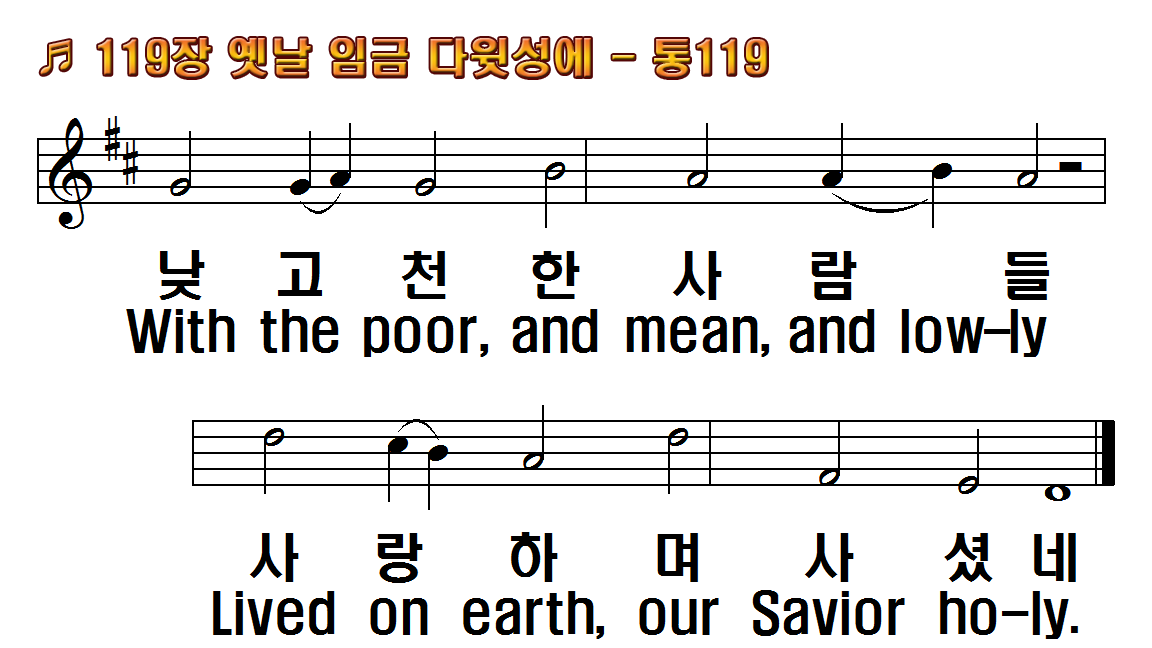 ♬ 119장 옛날 임금 다윗성에 - 통119
낮 고 천 한 사 람 들
With the poor, and mean, and low-ly
사 랑 하 며 사 셨 네
Lived on earth, our Savior ho-ly.